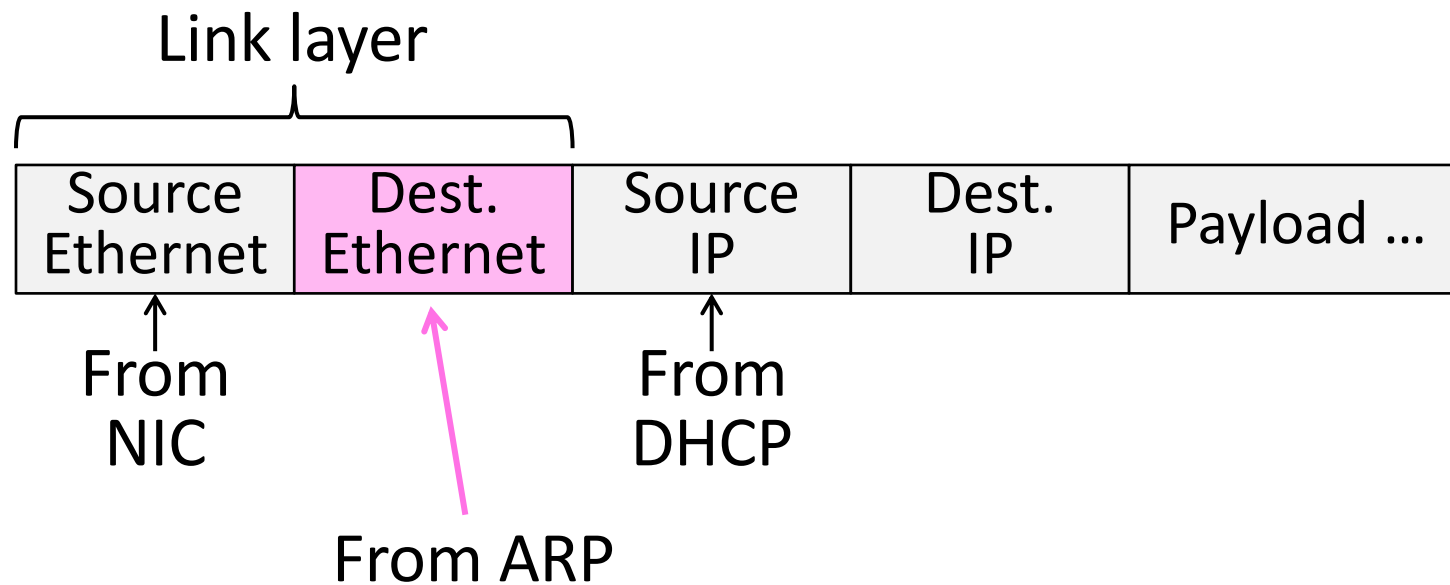 Link layer
Source
Ethernet
Dest.
Ethernet
Source
IP
Dest.
IP
Payload …
From
NIC
From
DHCP
From ARP